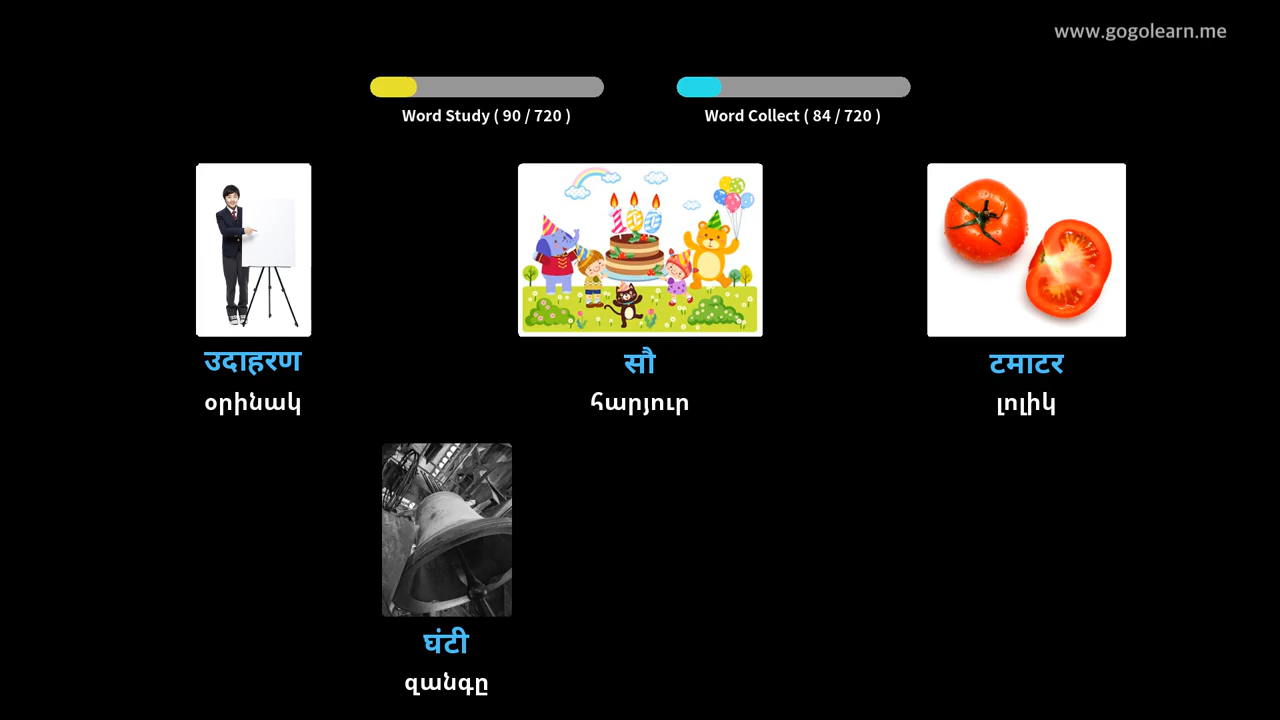 www.gogolearn.me
Word Study ( 90 / 720 )
Word Collect ( 84 / 720 )
उदाहरण
օրինակ
सौ
հարյուր
टमाटर
լոլիկ
घंटी
զանգը